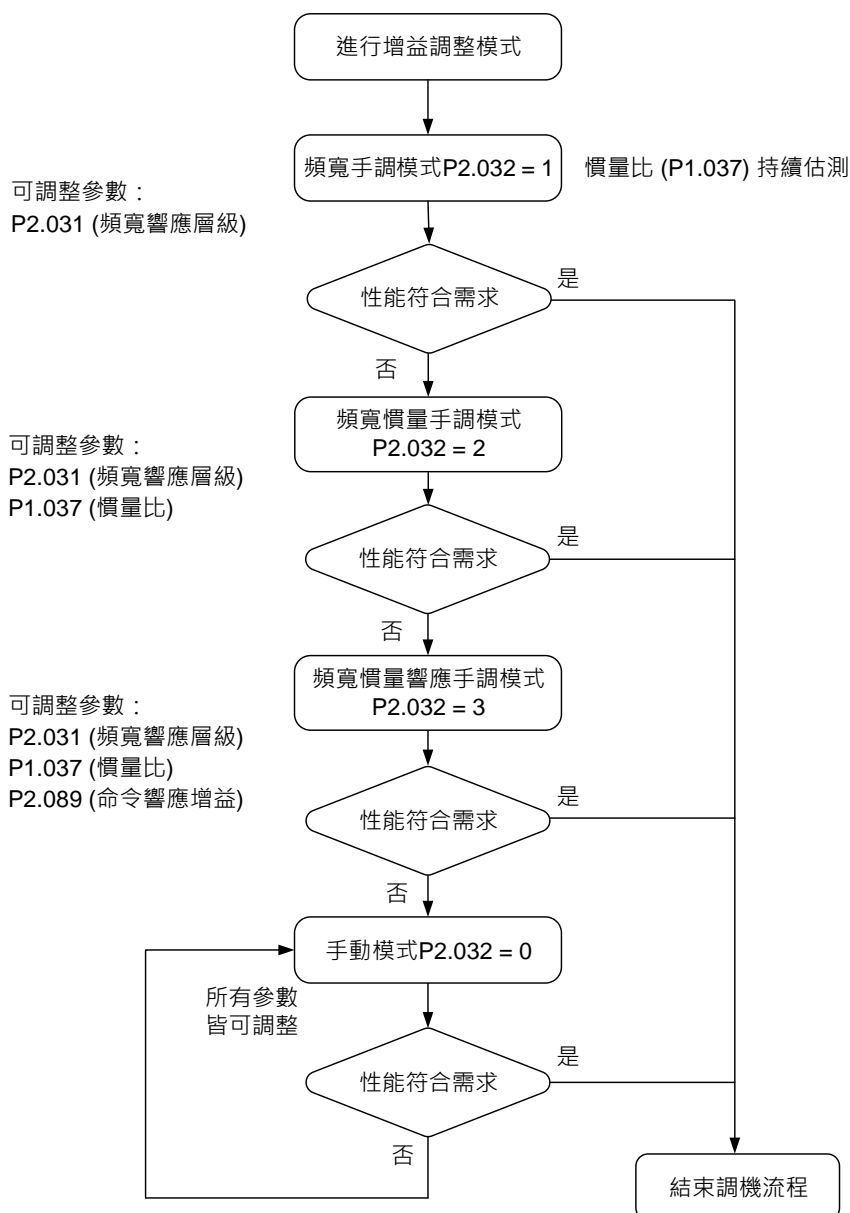 進行增益調整模式
頻寬手調模式P2.032 = 1
慣量比 (P1.037) 持續估測
可調整參數：
P2.031 (頻寬響應層級)
性能符合需求
是
否
頻寬慣量手調模式
P2.032 = 2
可調整參數：
P2.031 (頻寬響應層級)
P1.037 (慣量比)
性能符合需求
是
否
頻寬慣量響應手調模式
P2.032 = 3
可調整參數：
P2.031 (頻寬響應層級)
P1.037 (慣量比)
P2.089 (命令響應增益)
性能符合需求
是
否
手動模式P2.032 = 0
所有參數
皆可調整
性能符合需求
是
否
結束調機流程